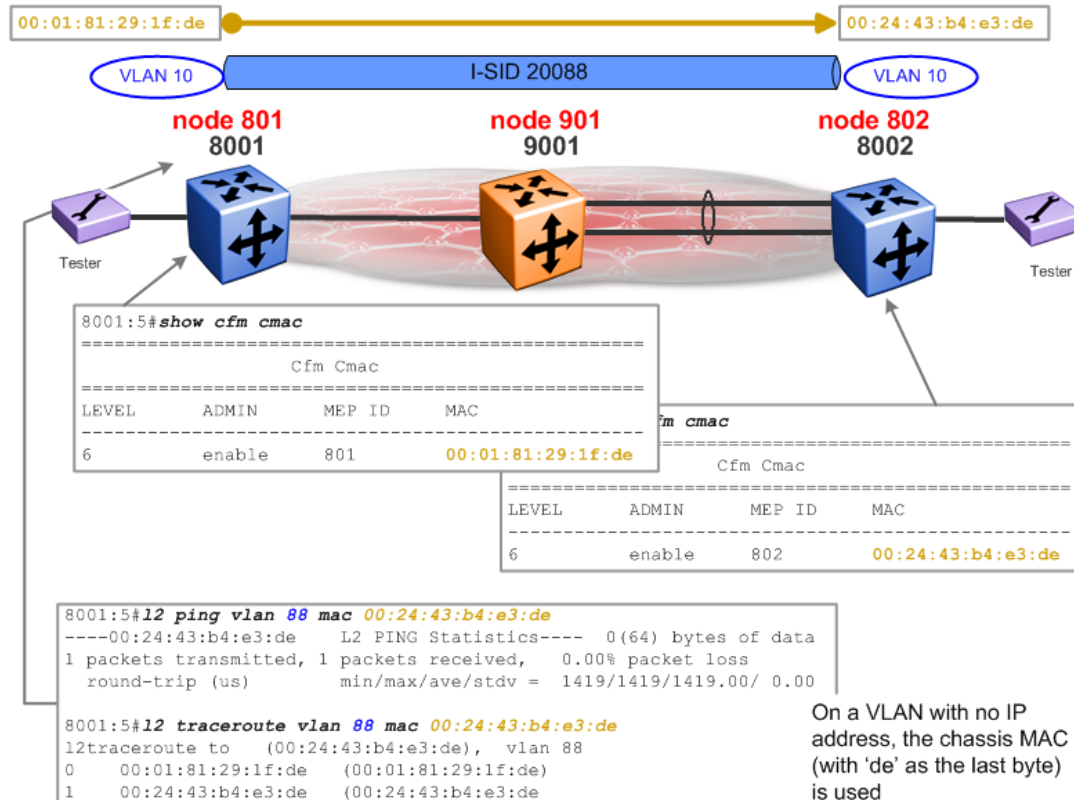 00:01:81:29:1f:de
00:24:43:b4:e3:de
VLAN 10
I-SID 20088
VLAN 10
node 801
8001
node 901
9001
node 802
8002
Tester
Tester
8001:5#show cfm cmac
========================================================
Cfm Cmac
========================================================
LEVEL ADMIN MEP ID MAC
--------------------------------------------------------
6 enable 801 00:01:81:29:1f:de
fm cmac
========================================================
Cfm Cmac
========================================================
LEVEL ADMIN MEP ID MAC
--------------------------------------------------------
6 enable 802 00:24:43:b4:e3:de
8001:5#l2 ping vlan 88 mac 00:24:43:b4:e3:de
----00:24:43:b4:e3:de L2 PING Statistics---- 0(64) bytes of data
1 packets transmitted, 1 packets received, 0.00% packet loss
round-trip (us) min/max/ave/stdv = 1419/1419/1419.00/ 0.00
8001:5#l2 traceroute vlan 88 mac 00:24:43:b4:e3:de
l2traceroute to (00:24:43:b4:e3:de), vlan 88
0 00:01:81:29:1f:de (00:01:81:29:1f:de)
1 00:24:43:b4:e3:de (00:24:43:b4:e3:de
On a VLAN with no IP
address, the chassis MAC
(with 'de' as the last byte)
is used